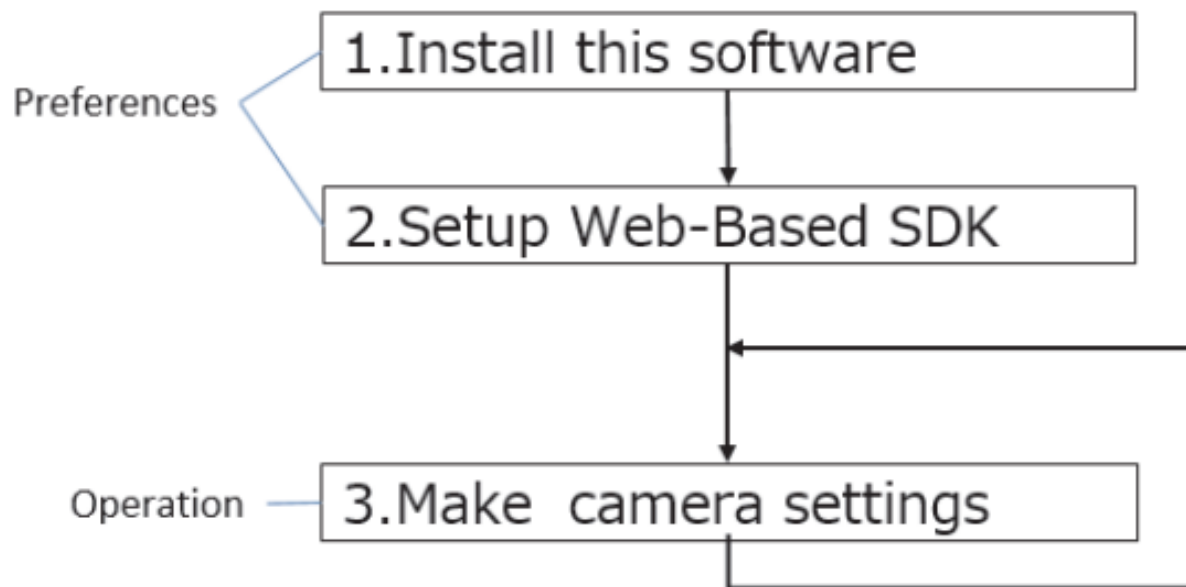 1.Install this software
Preferences
2.Setup Web-Based SDK
Operation
3.Make  camera settings